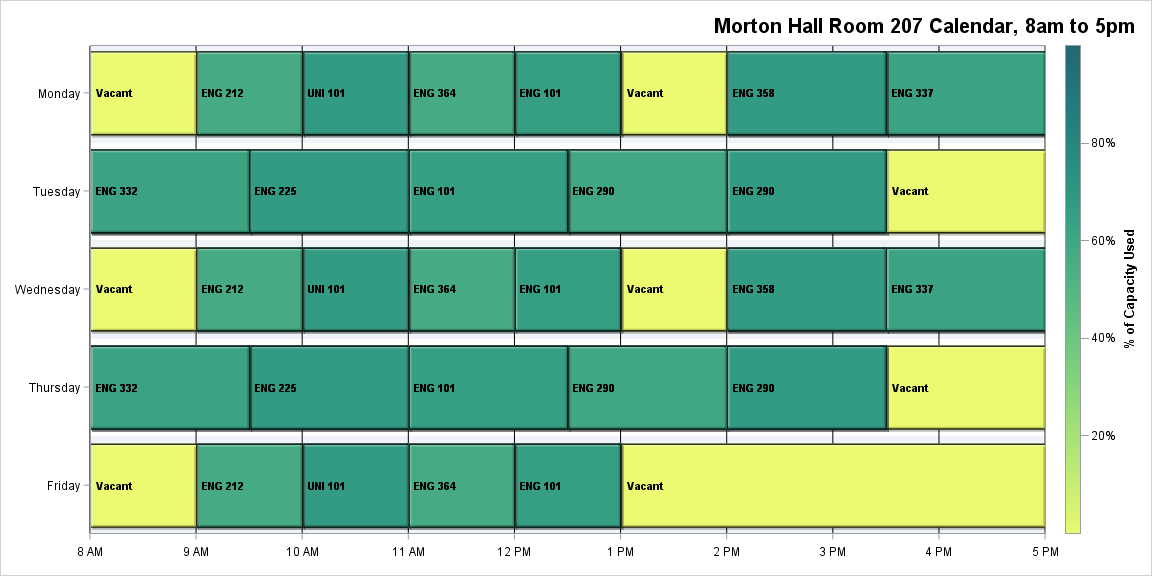 Morton Hall Room 207 Calendar, 8am to 5pm
Monday
Vacant
ENG 212
UNI 101
ENG 364
ENG 101
Vacant
ENG 358
ENG 337
Tuesday
ENG 332
ENG 225
ENG 101
ENG 290
ENG 290
Vacant
Wednesday
Vacant
ENG 212
UNI 101
ENG 364
ENG 101
Vacant
ENG 358
ENG 337
Thursday
ENG 332
ENG 225
ENG 101
ENG 290
ENG 290
Vacant
Friday
Vacant
ENG 212
UNI 101
ENG 364
ENG 101
Vacant
8 AM
9 AM
10 AM
11 AM
12 PM
1 PM
2 PM
3 PM
4 PM
5 PM
80%
60%
40%
20%
% of Capacity Used